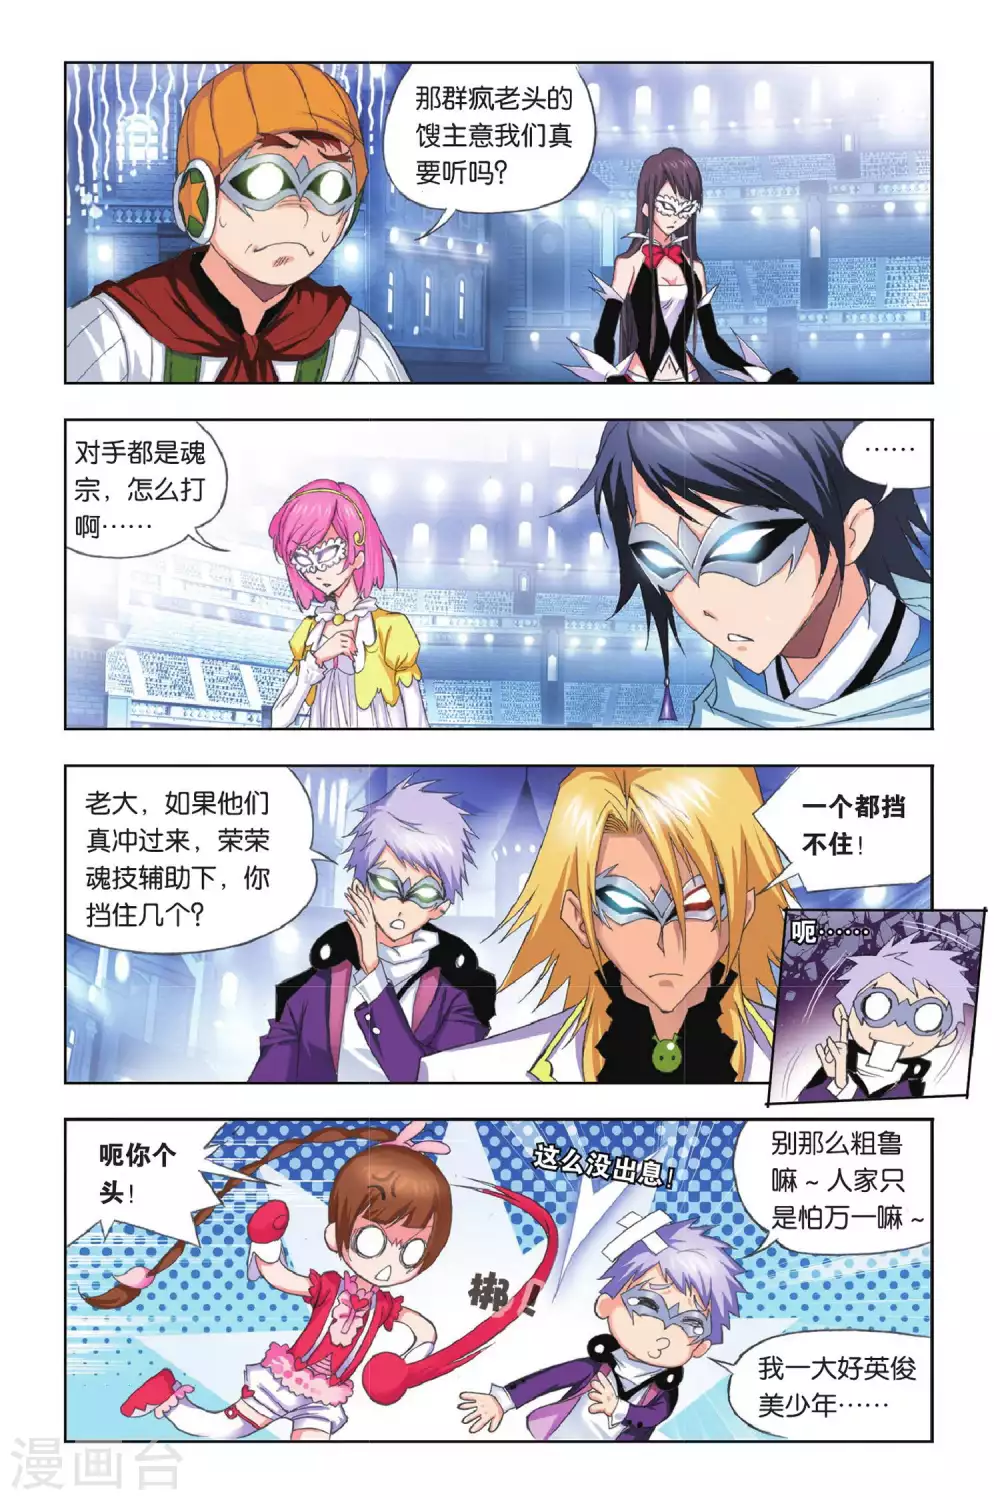 那群疯老头的
馊主意我们真
要听吗？
对手都是魂
宗，怎么打
啊……
……
老大，如果他们
真冲过来，荣荣
魂技辅助下，你
挡住几个？
一个都挡
不住！
呃……
呃你个
头！
这么没出息！
梆！
别那么粗鲁
嘛～人家只
是怕万一嘛～
我一大好英俊
美少年……
漫画台